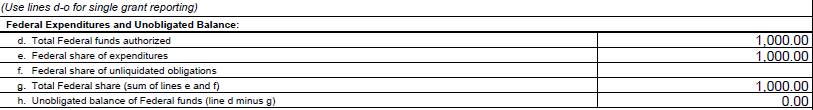 (Use lines d-o for single grant reporting)
Federal Expenditures and Unobligated Balance:
d. Total Federal funds authorized 1,000.00
e. Federal share of expenditures 1,000.00
f. Federal share of unliquidated obligations
g. Total Federal share (sum of lines e and f) 1,000.00
h. Unobligated balance of Federal funds (line d minus g) 0.00